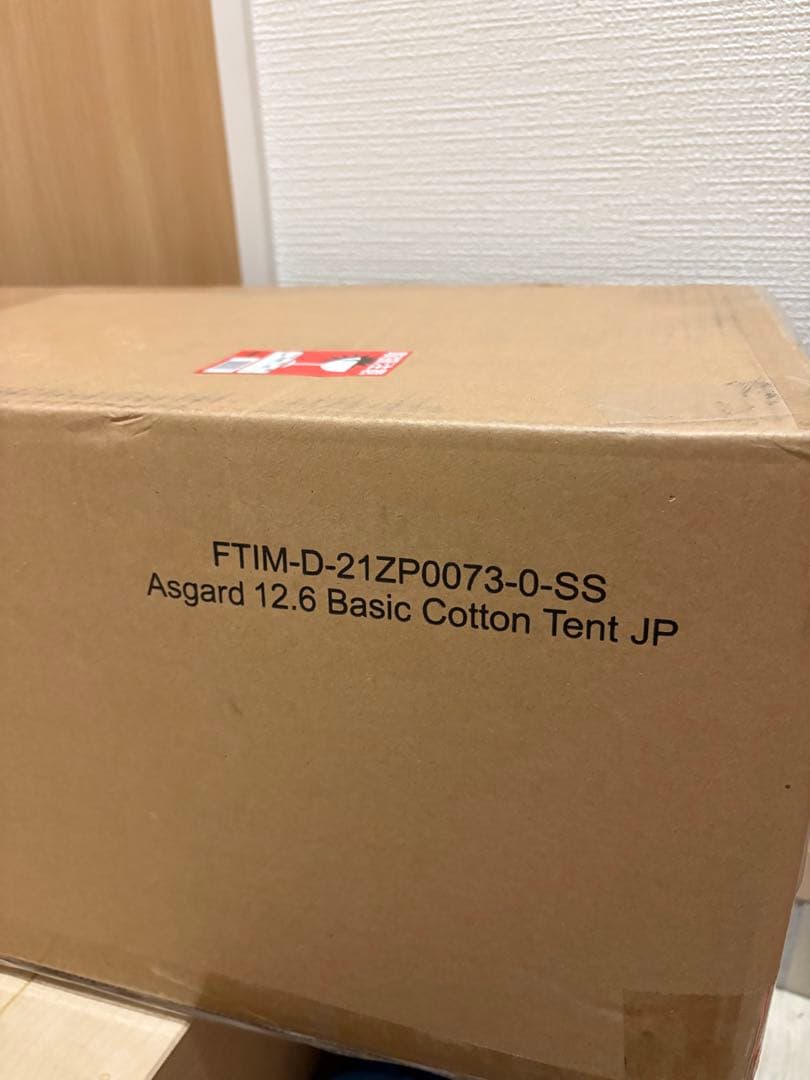 FTIM-D-21ZP0073-0-SS
Asgard 12.6 Basic Cotton Tent JP